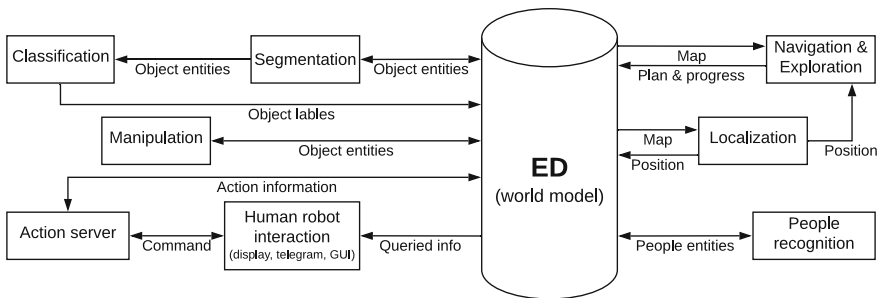 Classification
Object entities
Segmentation
Object entities
Object lables
Manipulation
Object entities
Action information
Action server
Command
Human robot
interaction
(display, telegram, GUI)
Queried info
ED
(world model)
Map
Plan & progress
Navigation &
Exploration
Map
Position
Localization
Position
People entities
People
recognition